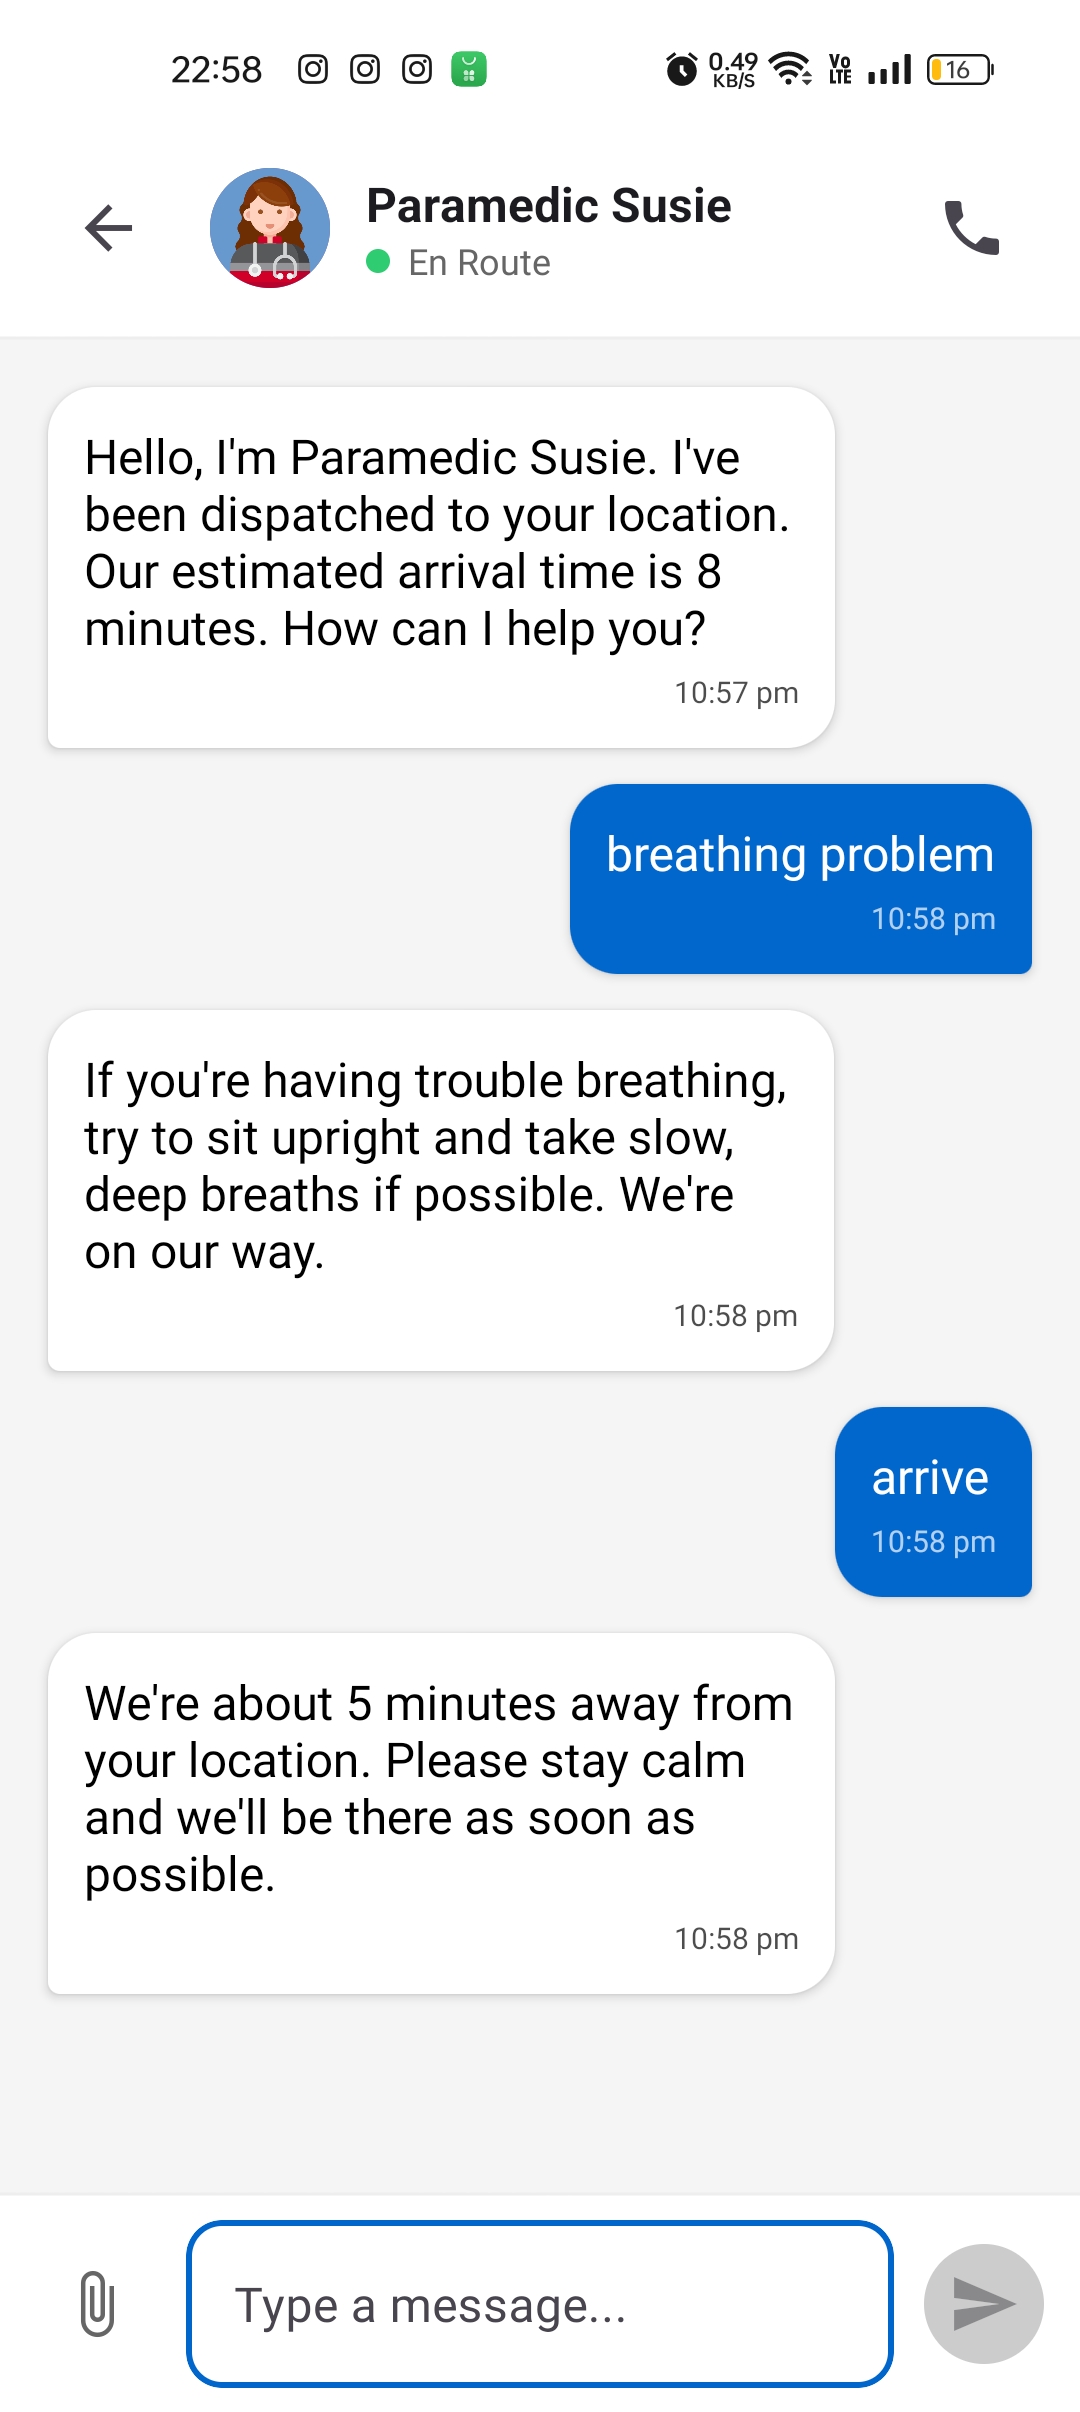 22:58
0.49
KB/S
Vo
LTE
16
Paramedic Susie
En Route
Hello, I'm Paramedic Susie. I've
been dispatched to your location.
Our estimated arrival time is 8
minutes. How can I help you?
10:57 pm
breathing problem
10:58 pm
If you're having trouble breathing,
try to sit upright and take slow,
deep breaths if possible. We're
on our way.
10:58 pm
arrive
10:58 pm
We're about 5 minutes away from
your location. Please stay calm
and we'll be there as soon as
possible.
10:58 pm
Type a message...